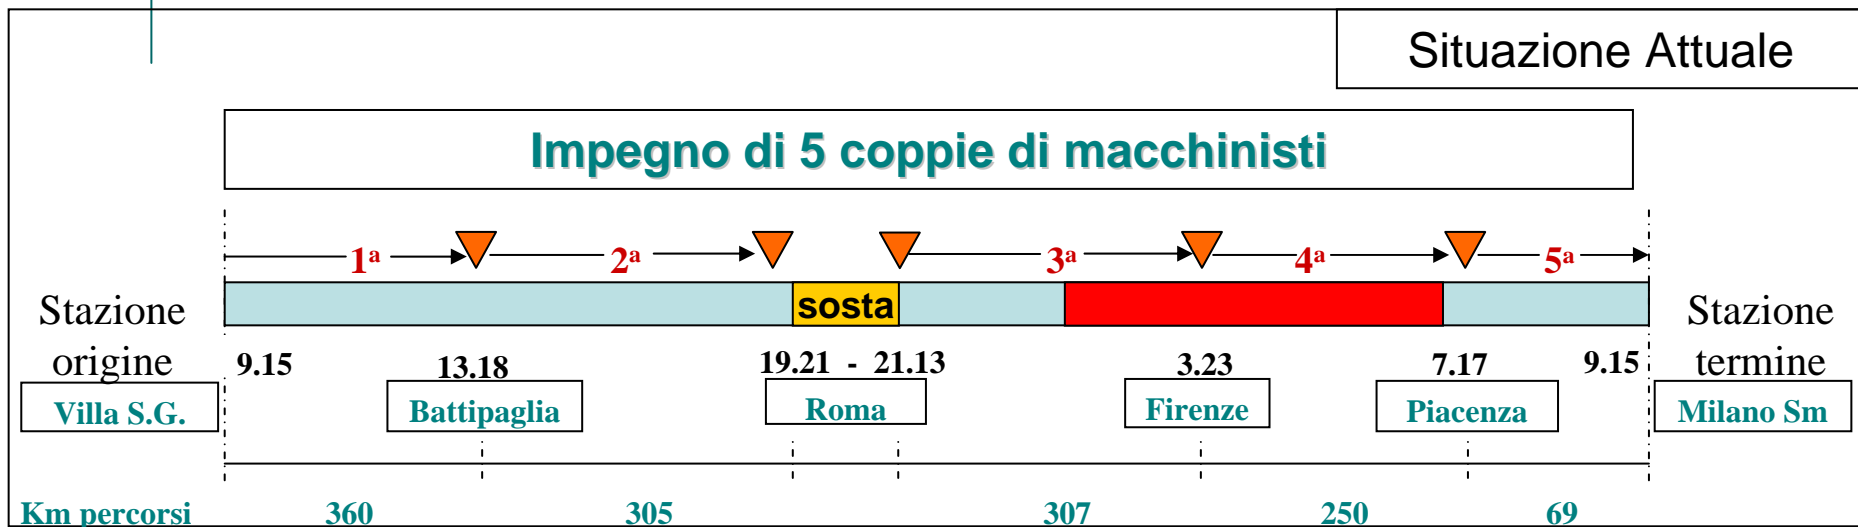 Situazione Attuale
Impegno di 5 coppie di macchinisti
1a 2a 3a 4a 5a
sosta
Stazione origine
Stazione termine
9.15 13.18 19.21 - 21.13 3.23 7.17 9.15
Villa S.G. Battipaglia Roma Firenze Piacenza Milano Sm
Km percorsi 360 305 307 250 69